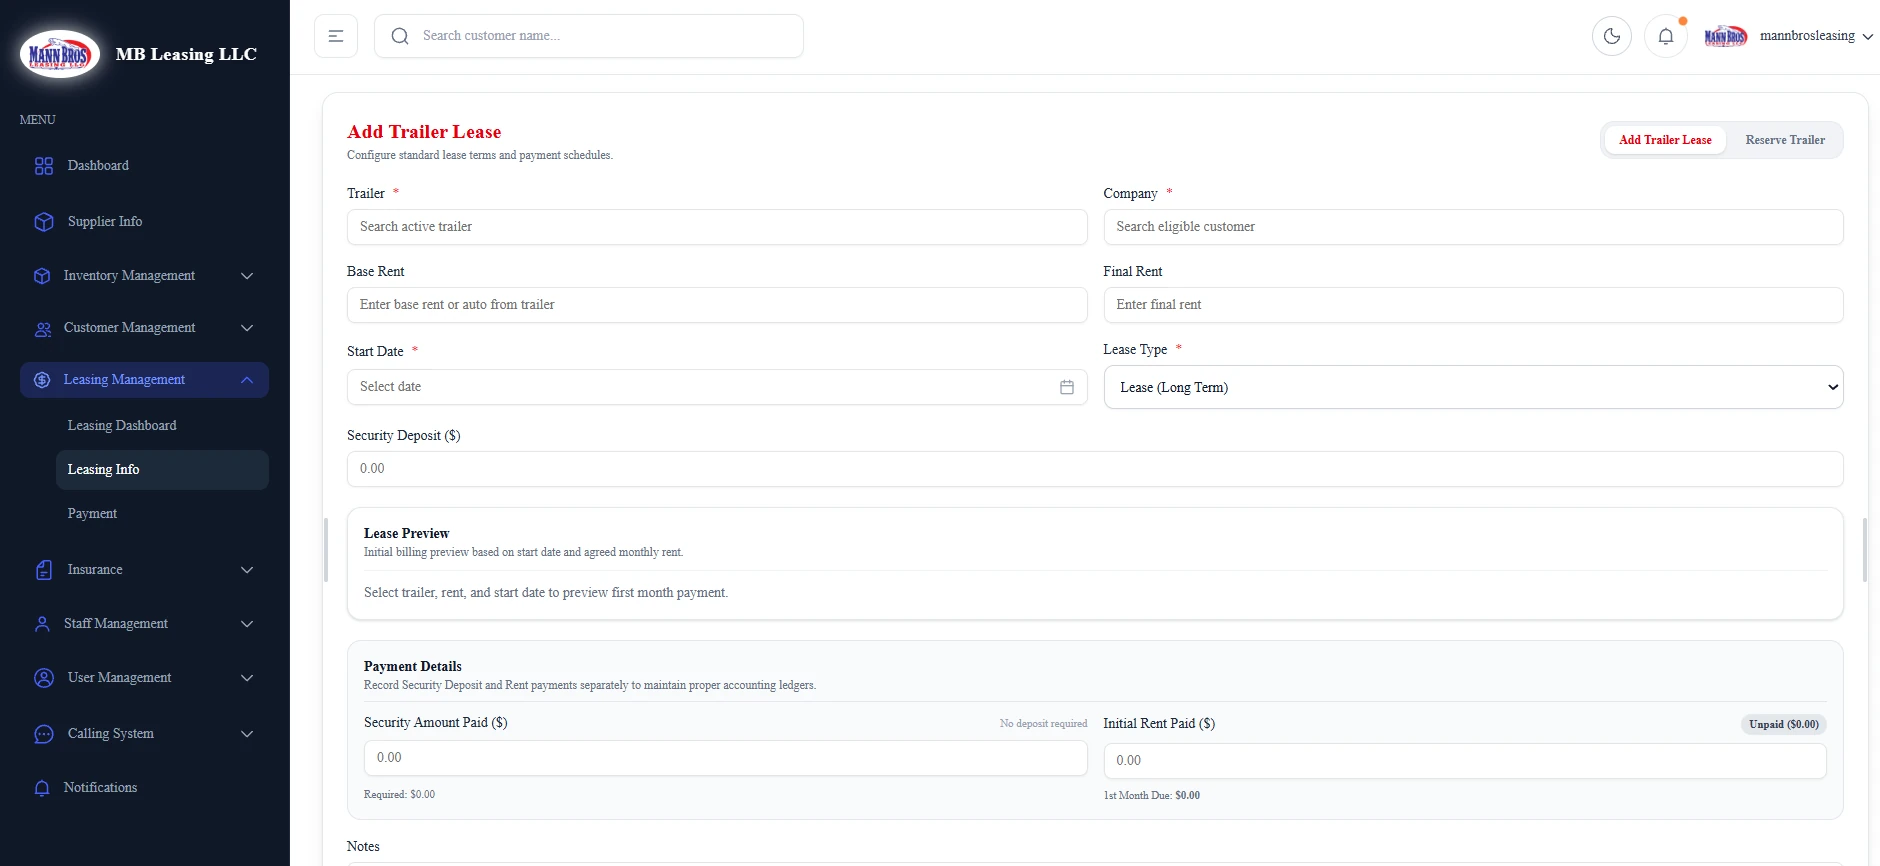 MANN BROS
LEASING LLC
MB Leasing LLC
Search customer name...
MANN BROS
mannbrosleasing
MENU
Dashboard
Supplier Info
Inventory Management
Customer Management
Leasing Management
Leasing Dashboard
Leasing Info
Payment
Insurance
Staff Management
User Management
Calling System
Notifications
Add Trailer Lease
Configure standard lease terms and payment schedules.
Add Trailer Lease Reserve Trailer
Trailer * Company *
Search active trailer Search eligible customer
Base Rent Final Rent
Enter base rent or auto from trailer Enter final rent
Start Date * Lease Type *
Select date Lease (Long Term)
Security Deposit ($)
0.00
Lease Preview
Initial billing preview based on start date and agreed monthly rent.
Select trailer, rent, and start date to preview first month payment.
Payment Details
Record Security Deposit and Rent payments separately to maintain proper accounting ledgers.
Security Amount Paid ($) No deposit required Initial Rent Paid ($) Unpaid ($0.00)
0.00 0.00
Required: $0.00 1st Month Due: $0.00
Notes